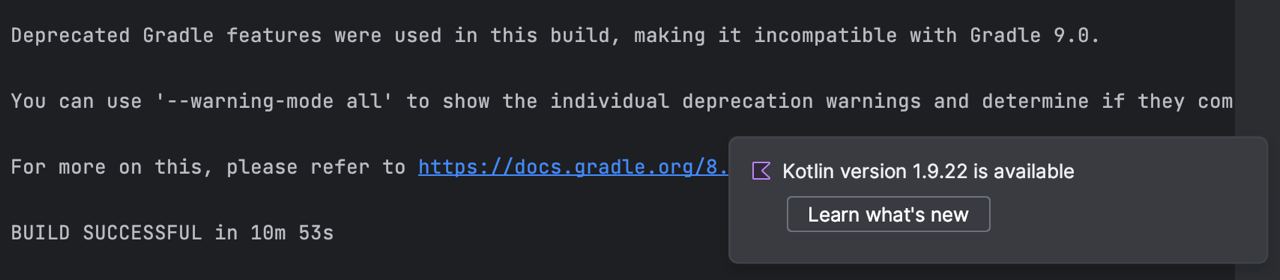 Deprecated Gradle features were used in this build, making it incompatible with Gradle 9.0.
You can use '--warning-mode all' to show the individual deprecation warnings and determine if they com
For more on this, please refer to https://docs.gradle.org/8.
Kotlin version 1.9.22 is available
Learn what's new
BUILD SUCCESSFUL in 10m 53s